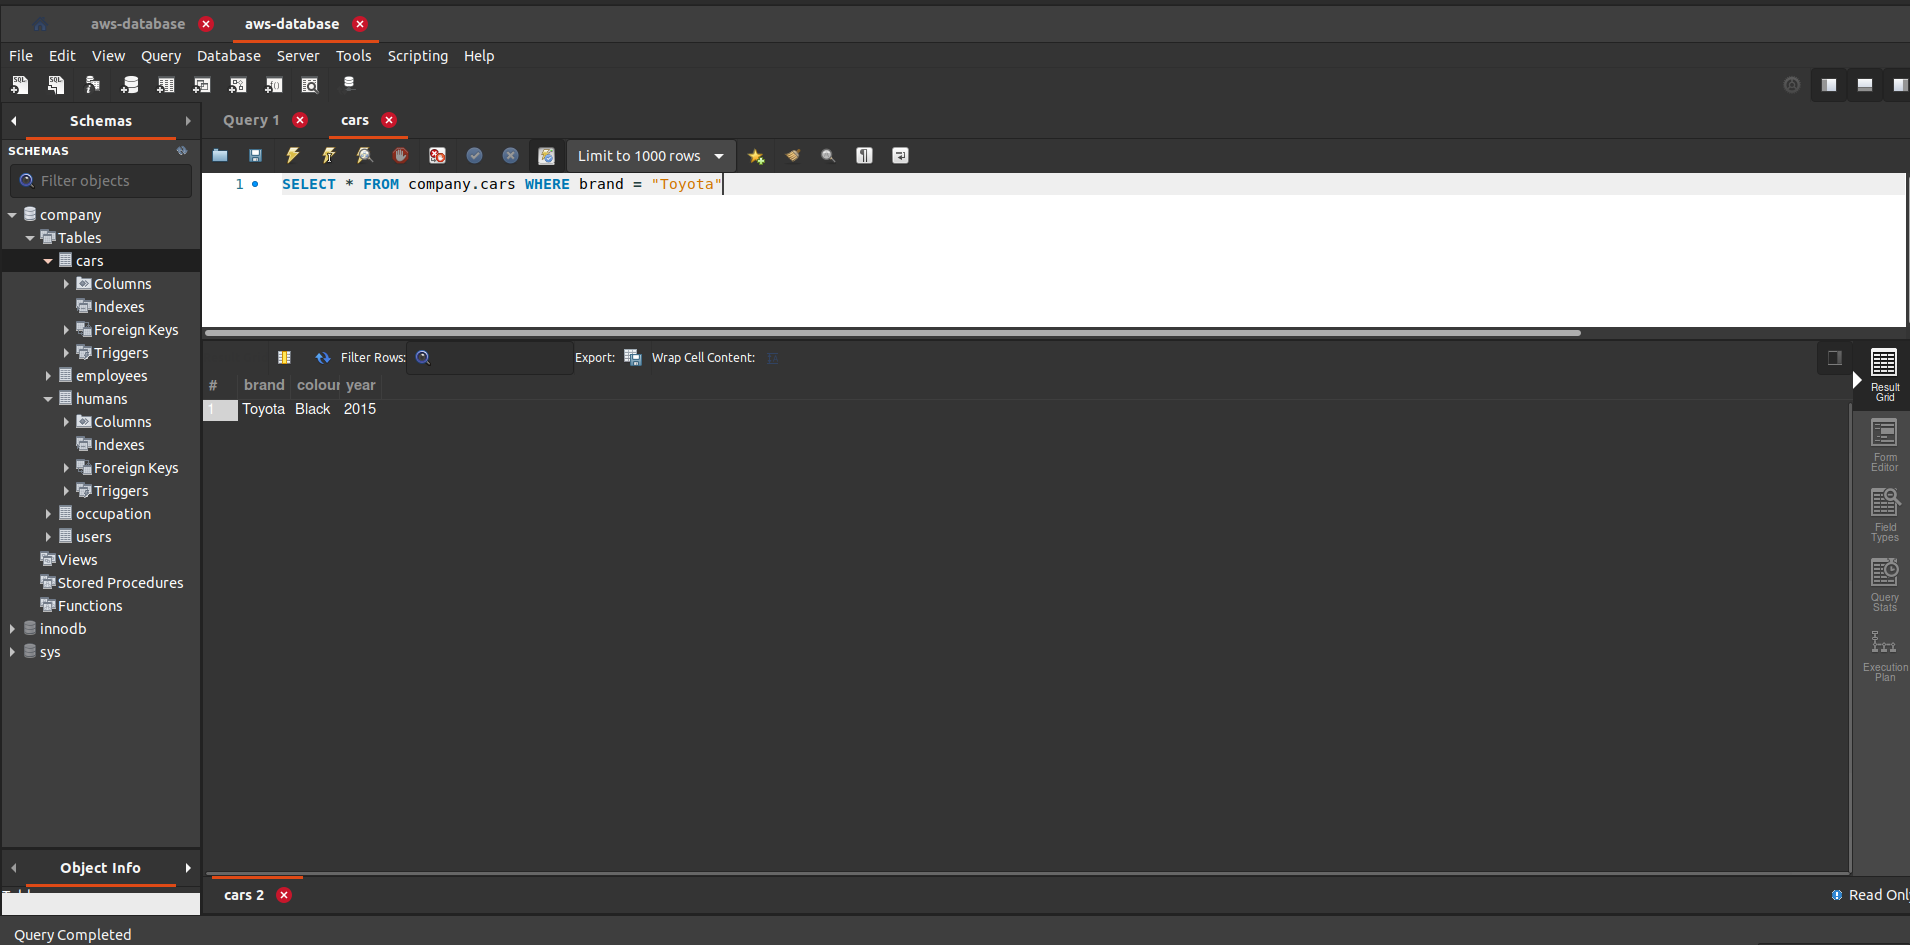 aws-database aws-database
File Edit View Query Database Server Tools Scripting Help
Schemas
Query 1 cars
SCHEMAS
Limit to 1000 rows
Filter objects
1 SELECT * FROM company.cars WHERE brand = "Toyota"
company
Tables
cars
Columns
Indexes
Foreign Keys
Triggers
employees
humans
Columns
Indexes
Foreign Keys
Triggers
occupation
users
Views
Stored Procedures
Functions
innodb
sys
Filter Rows: Export: Wrap Cell Content:
# brand colour year
1 Toyota Black 2015
Result
Grid
Form
Editor
Field
Types
Query
Stats
Execution
Plan
Object Info
cars 2
Read Only
Query Completed